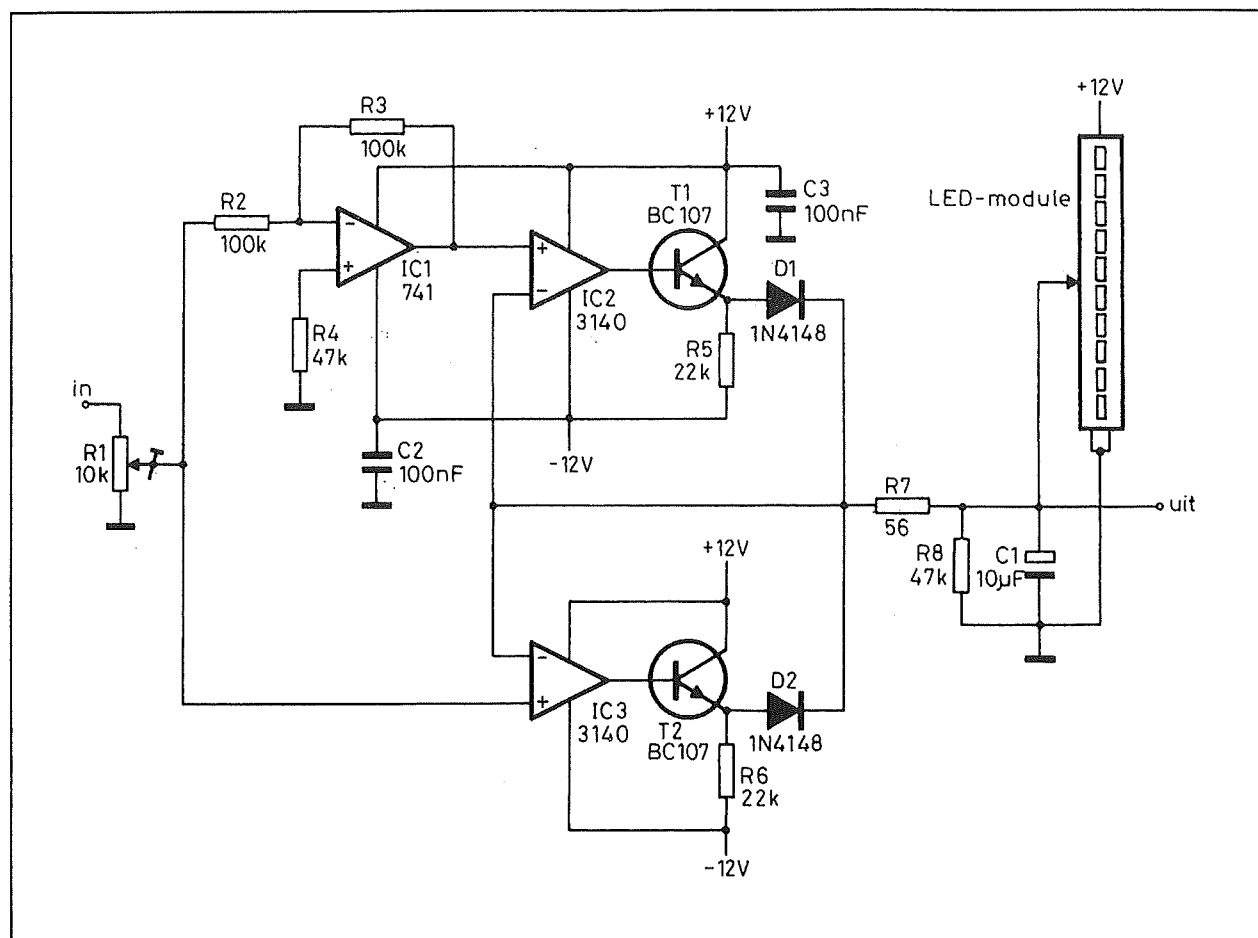 +12V
LED-module
R3
100k
+12V
R2
100k
T1
BC107
C3
100nF
−
+
IC1
741
+
−
IC2
3140
D1
1N4148
R4
47k
R5
22k
in
R1
10k
C2
100nF
−12V
R7
56
uit
R8
47k
C1
10µF
+12V
−
+
IC3
3140
T2
BC107
D2
1N4148
R6
22k
−12V